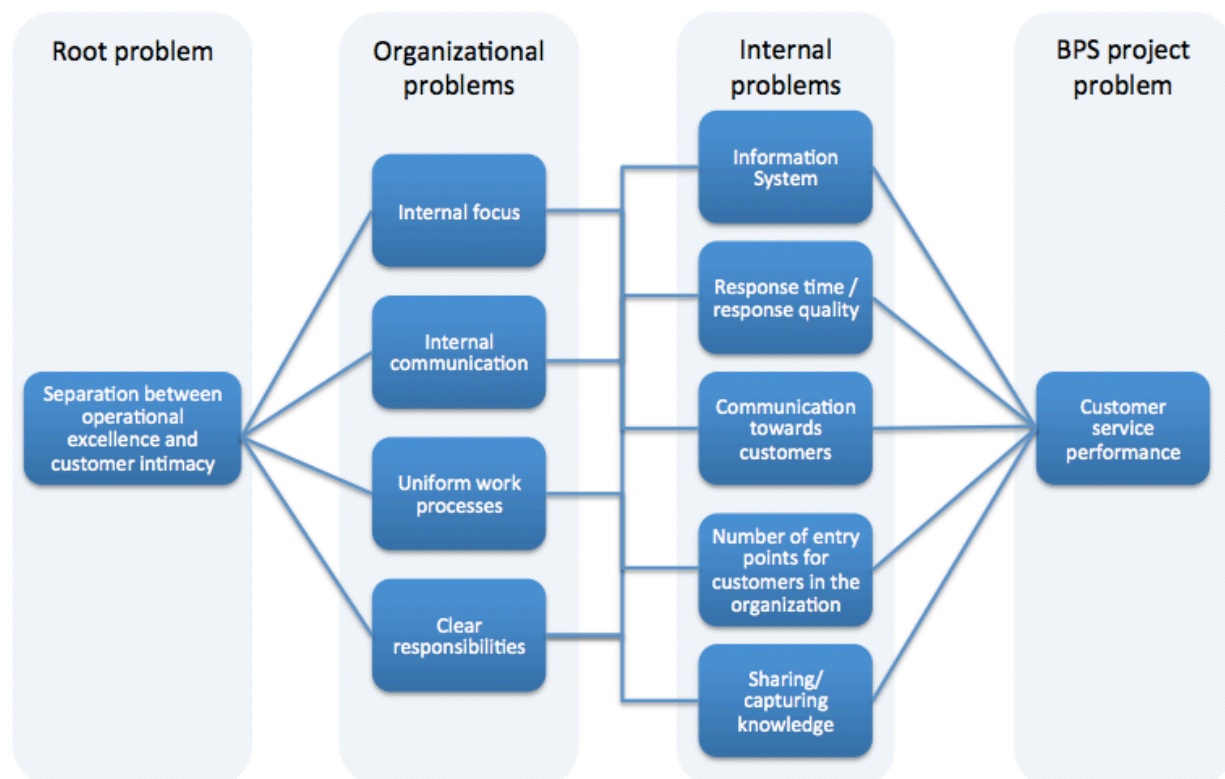 Root problem
Organizational
problems
Internal
problems
BPS project
problem
Separation between
operational
excellence and
customer intimacy
Internal focus
Internal
communication
Uniform work
processes
Clear
responsibilities
Information
System
Response time /
response quality
Communication
towards
customers
Number of entry
points for
customers in the
organization
Sharing/
capturing
knowledge
Customer
service
performance